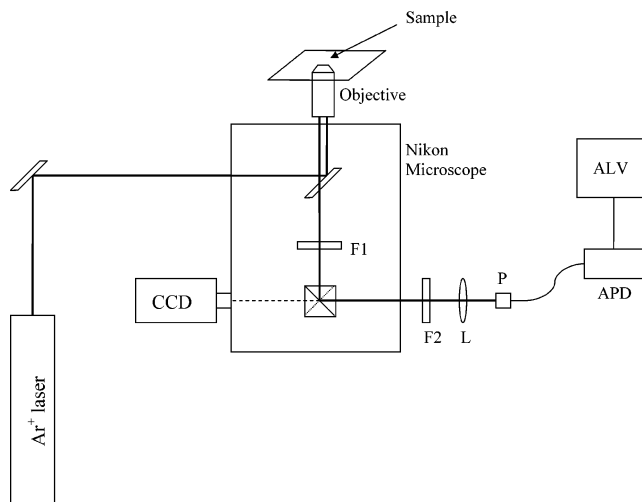 Sample
Objective
Nikon
Microscope
ALV
F1
P
APD
CCD
F2
L
Ar⁺ laser